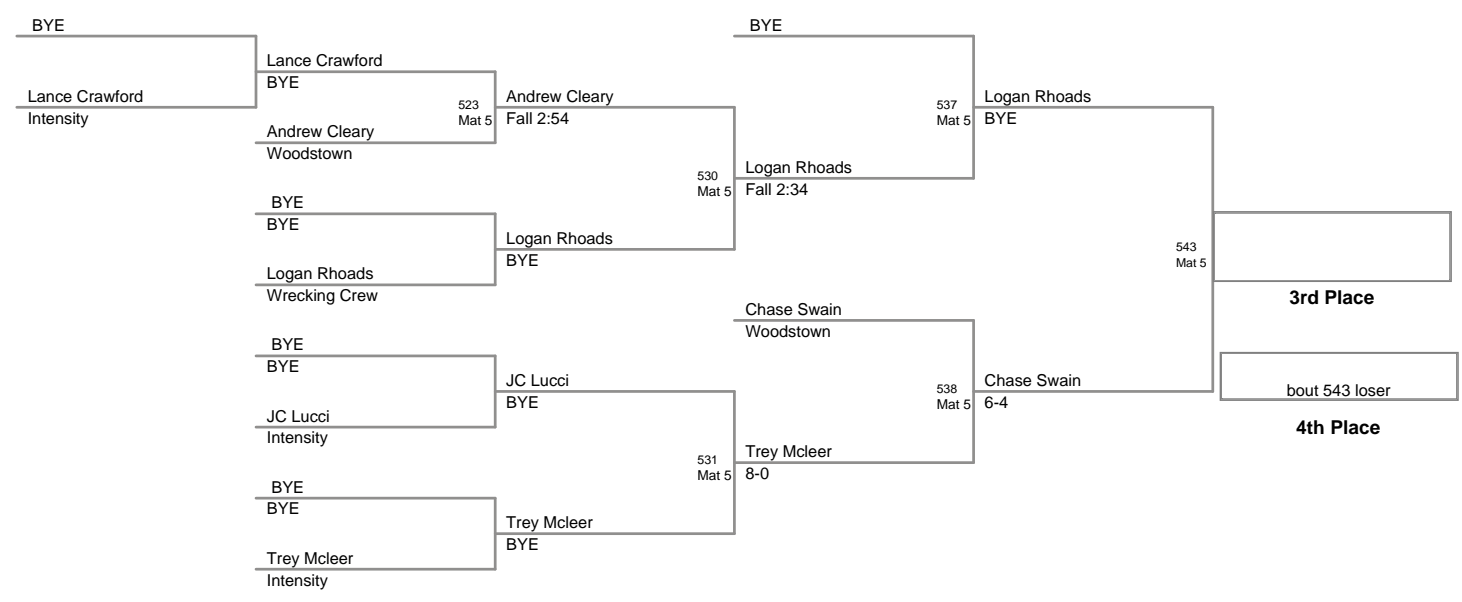 BYE
Lance Crawford
Intensity
Lance Crawford
BYE
523
Mat 5
Andrew Cleary
Woodstown
BYE
BYE
Logan Rhoads
Wrecking Crew
BYE
BYE
JC Lucci
Intensity
BYE
BYE
Trey Mcleer
Intensity
Andrew Cleary
Fall 2:54
530
Mat 5
Logan Rhoads
BYE
JC Lucci
BYE
531
Mat 5
Trey Mcleer
BYE
BYE
537
Mat 5
Logan Rhoads
Fall 2:34
Chase Swain
Woodstown
538
Mat 5
Trey Mcleer
8-0
Logan Rhoads
BYE
543
Mat 5
Chase Swain
6-4
3rd Place
bout 543 loser
4th Place